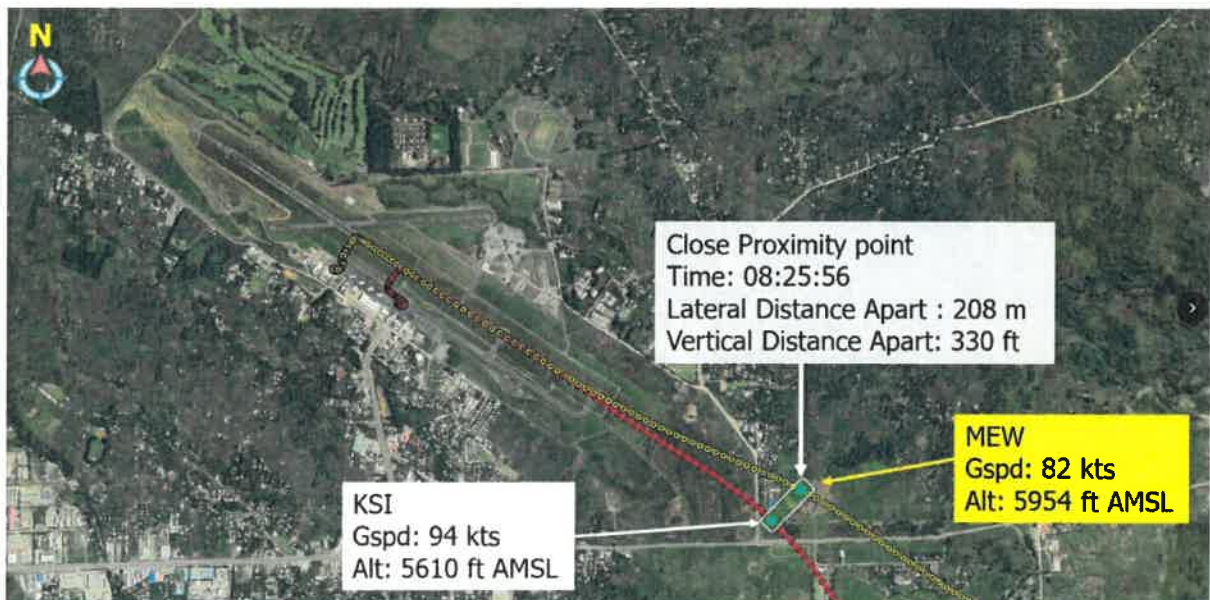 N
Close Proximity point
Time: 08:25:56
Lateral Distance Apart : 208 m
Vertical Distance Apart: 330 ft
MEW
Gspd: 82 kts
Alt: 5954 ft AMSL
KSI
Gspd: 94 kts
Alt: 5610 ft AMSL